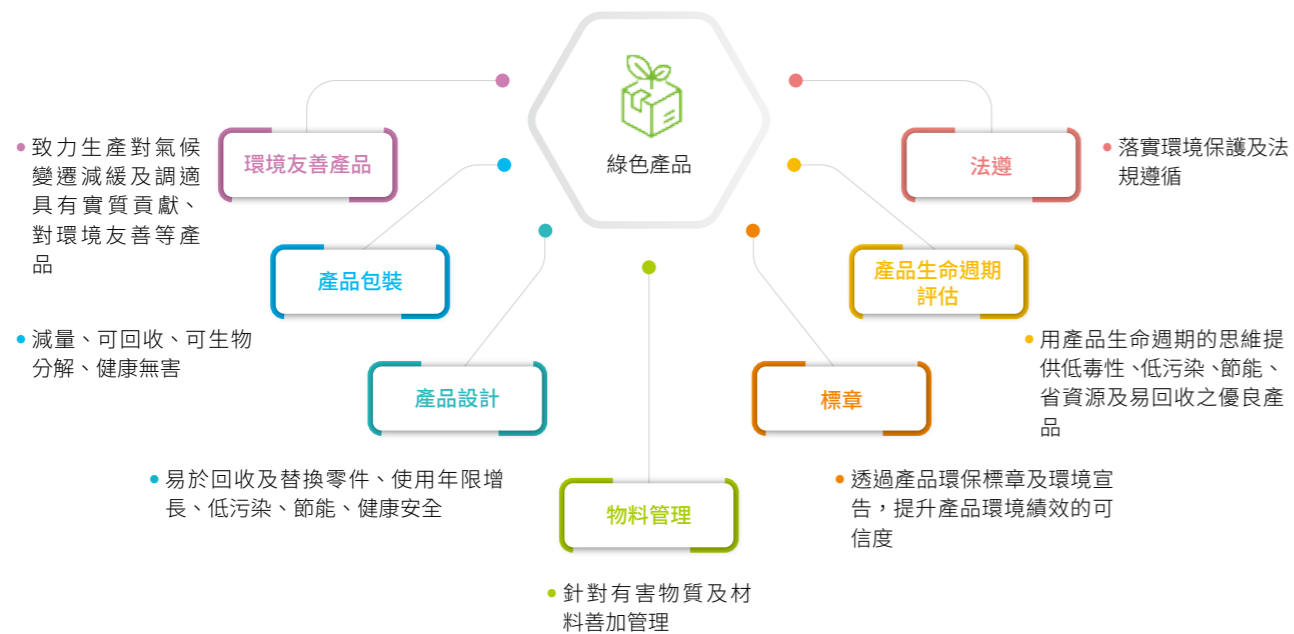 綠色產品
環境友善產品
致力生產對氣候
變遷減緩及調適
具有實質貢獻、
對環境友善等產
品
產品包裝
減量、可回收、可生物
分解、健康無害
產品設計
易於回收及替換零件、使用年限增
長、低污染、節能、健康安全
物料管理
針對有害物質及材
料善加管理
標章
透過產品環保標章及環境宣
告，提升產品環境績效的可
信度
產品生命週期
評估
用產品生命週期的思維提
供低毒性、低污染、節能、
省資源及易回收之優良產
品
法遵
落實環境保護及法
規遵循